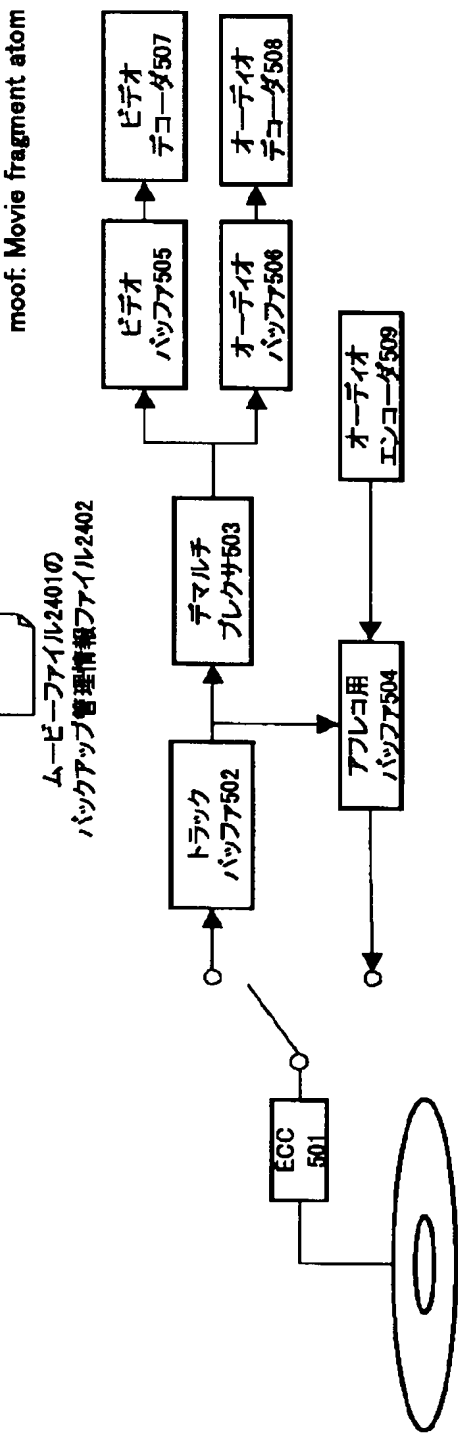 moof: Movie fragment atom
ムービーファイル2401の
バックアップ管理情報ファイル2402
ECC
501
トラック
バッファ502
デマルチ
プレクサ503
ビデオ
バッファ505
ビデオ
デコーダ507
オーディオ
バッファ506
オーディオ
デコーダ508
アフレコ用
バッファ504
オーディオ
エンコーダ509